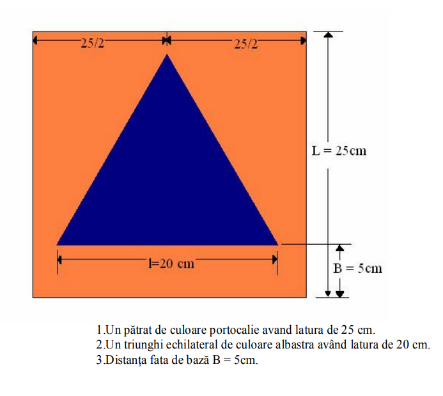 25/2 25/2
L = 25cm
l=20 cm
B = 5cm
1.Un pătrat de culoare portocalie avand latura de 25 cm.
2.Un triunghi echilateral de culoare albastra având latura de 20 cm.
3.Distanța fata de bază B = 5cm.